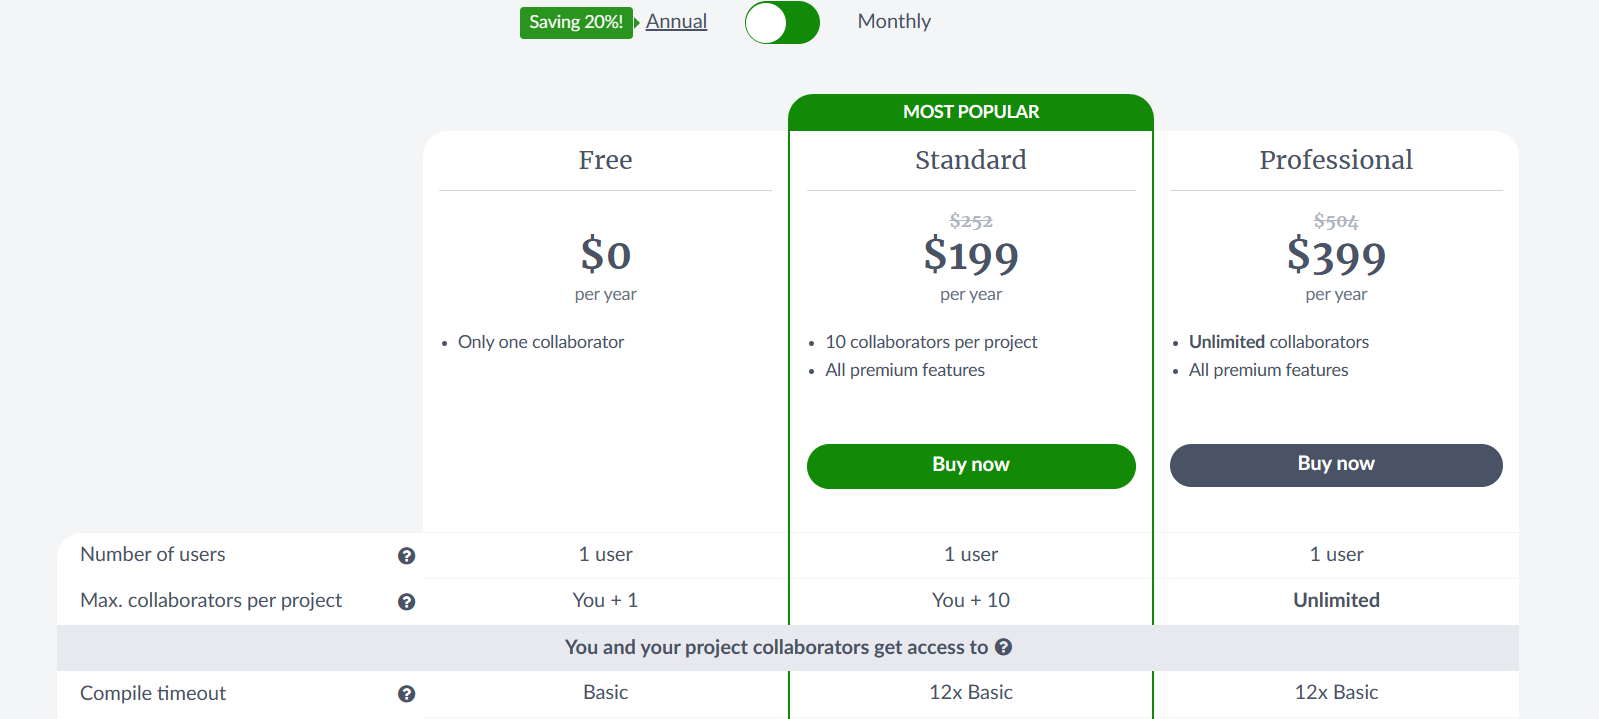 Saving 20%! Annual Monthly
MOST POPULAR
Free Standard Professional
$252 $504
$0 $199 $399
per year per year per year
• Only one collaborator • 10 collaborators per project • Unlimited collaborators
• All premium features • All premium features
Buy now Buy now
Number of users ? 1 user 1 user 1 user
Max. collaborators per project ? You + 1 You + 10 Unlimited
You and your project collaborators get access to ?
Compile timeout ? Basic 12x Basic 12x Basic